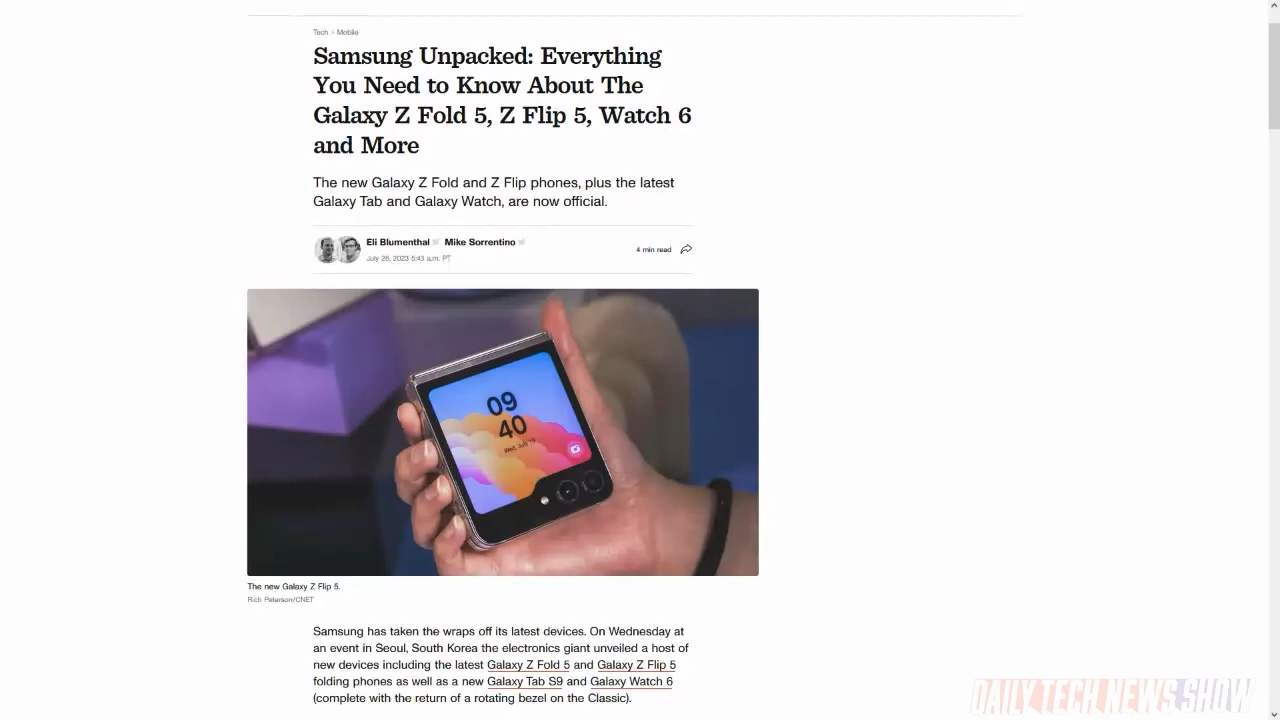 Tech > Mobile
Samsung Unpacked: Everything
You Need to Know About The
Galaxy Z Fold 5, Z Flip 5, Watch 6
and More
The new Galaxy Z Fold and Z Flip phones, plus the latest
Galaxy Tab and Galaxy Watch, are now official.
Eli Blumenthal Mike Sorrentino
July 26, 2023 5:43 a.m. PT
4 min read
09
40
Wed, July
The new Galaxy Z Flip 5.
Rich Peterson/CNET
Samsung has taken the wraps off its latest devices. On Wednesday at
an event in Seoul, South Korea the electronics giant unveiled a host of
new devices including the latest Galaxy Z Fold 5 and Galaxy Z Flip 5
folding phones as well as a new Galaxy Tab S9 and Galaxy Watch 6
(complete with the return of a rotating bezel on the Classic).
DAILY TECH NEWS SHOW